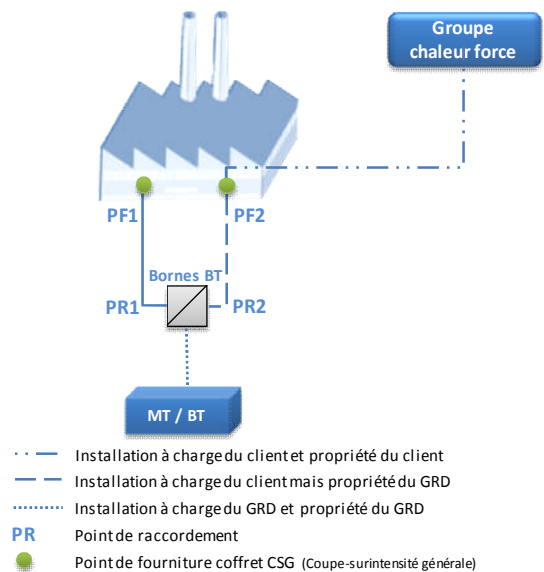 Groupe
chaleur force
PF1 PF2
Bornes BT
PR1 PR2
MT / BT
Installation à charge du client et propriété du client
Installation à charge du client mais propriété du GRD
Installation à charge du GRD et propriété du GRD
PR Point de raccordement
Point de fourniture coffret CSG (Coupe-surintensité générale)